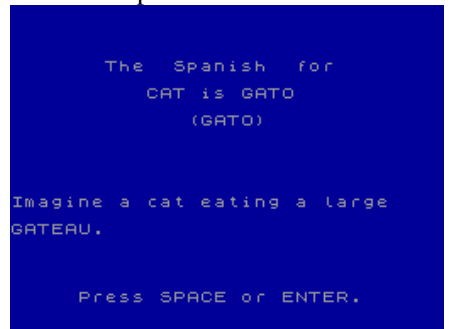 The Spanish for
CAT is GATO
(GATO)
Imagine a cat eating a large
GATEAU.
Press SPACE or ENTER.